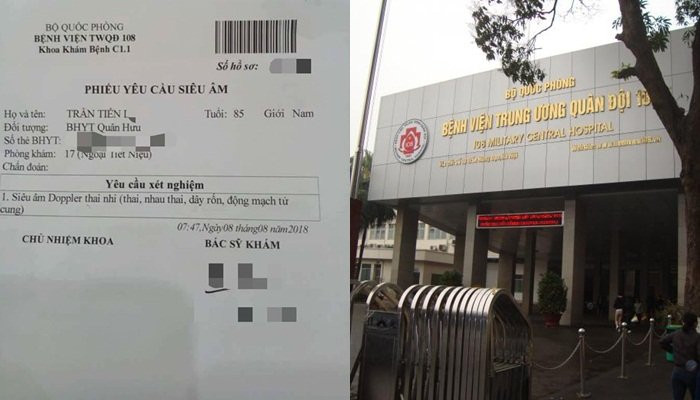 BỘ QUỐC PHÒNG
BỆNH VIỆN TWQĐ 108
Khoa Khám Bệnh C1.1
Số hồ sơ:
PHIẾU YÊU CẦU SIÊU ÂM
Họ và tên: TRẦN TIẾN L Tuổi: 85 Giới Nam
Đối tượng: BHYT Quân Hưu
Số thẻ BHYT:
Phòng khám: 17 (Ngoại Tiết Niệu)
Chẩn đoán:
Yêu cầu xét nghiệm
1. Siêu âm Doppler thai nhi (thai, nhau thai, dây rốn, động mạch tử
cung)
07:47, Ngày 08 tháng 08 năm 2018
CHỦ NHIỆM KHOA BÁC SỸ KHÁM
BỘ QUỐC PHÒNG
BỆNH VIỆN TRUNG ƯƠNG QUÂN ĐỘI 108
108 MILITARY CENTRAL HOSPITAL